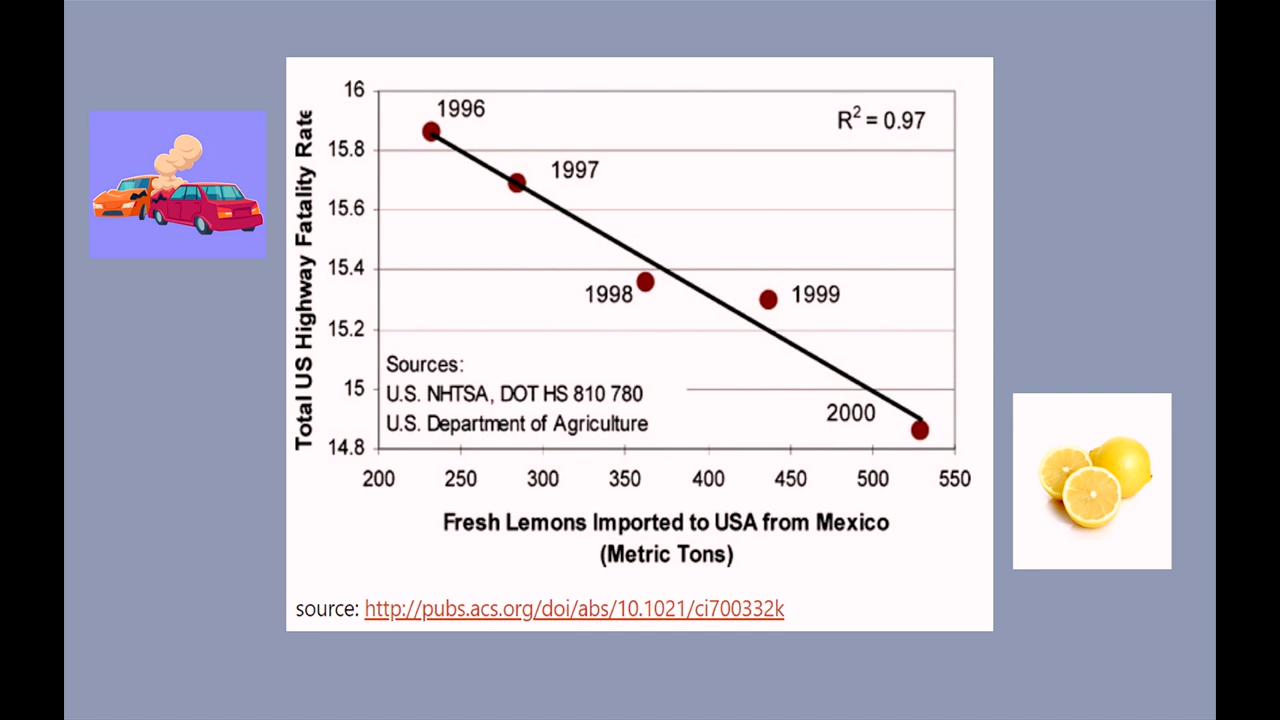 16
1996
R² = 0.97
15.8
1997
15.6
15.4
1998
1999
15.2
Sources:
15
U.S. NHTSA, DOT HS 810 780
2000
U.S. Department of Agriculture
14.8
Total US Highway Fatality Rate
200 250 300 350 400 450 500 550
Fresh Lemons Imported to USA from Mexico
(Metric Tons)
source: http://pubs.acs.org/doi/abs/10.1021/ci700332k